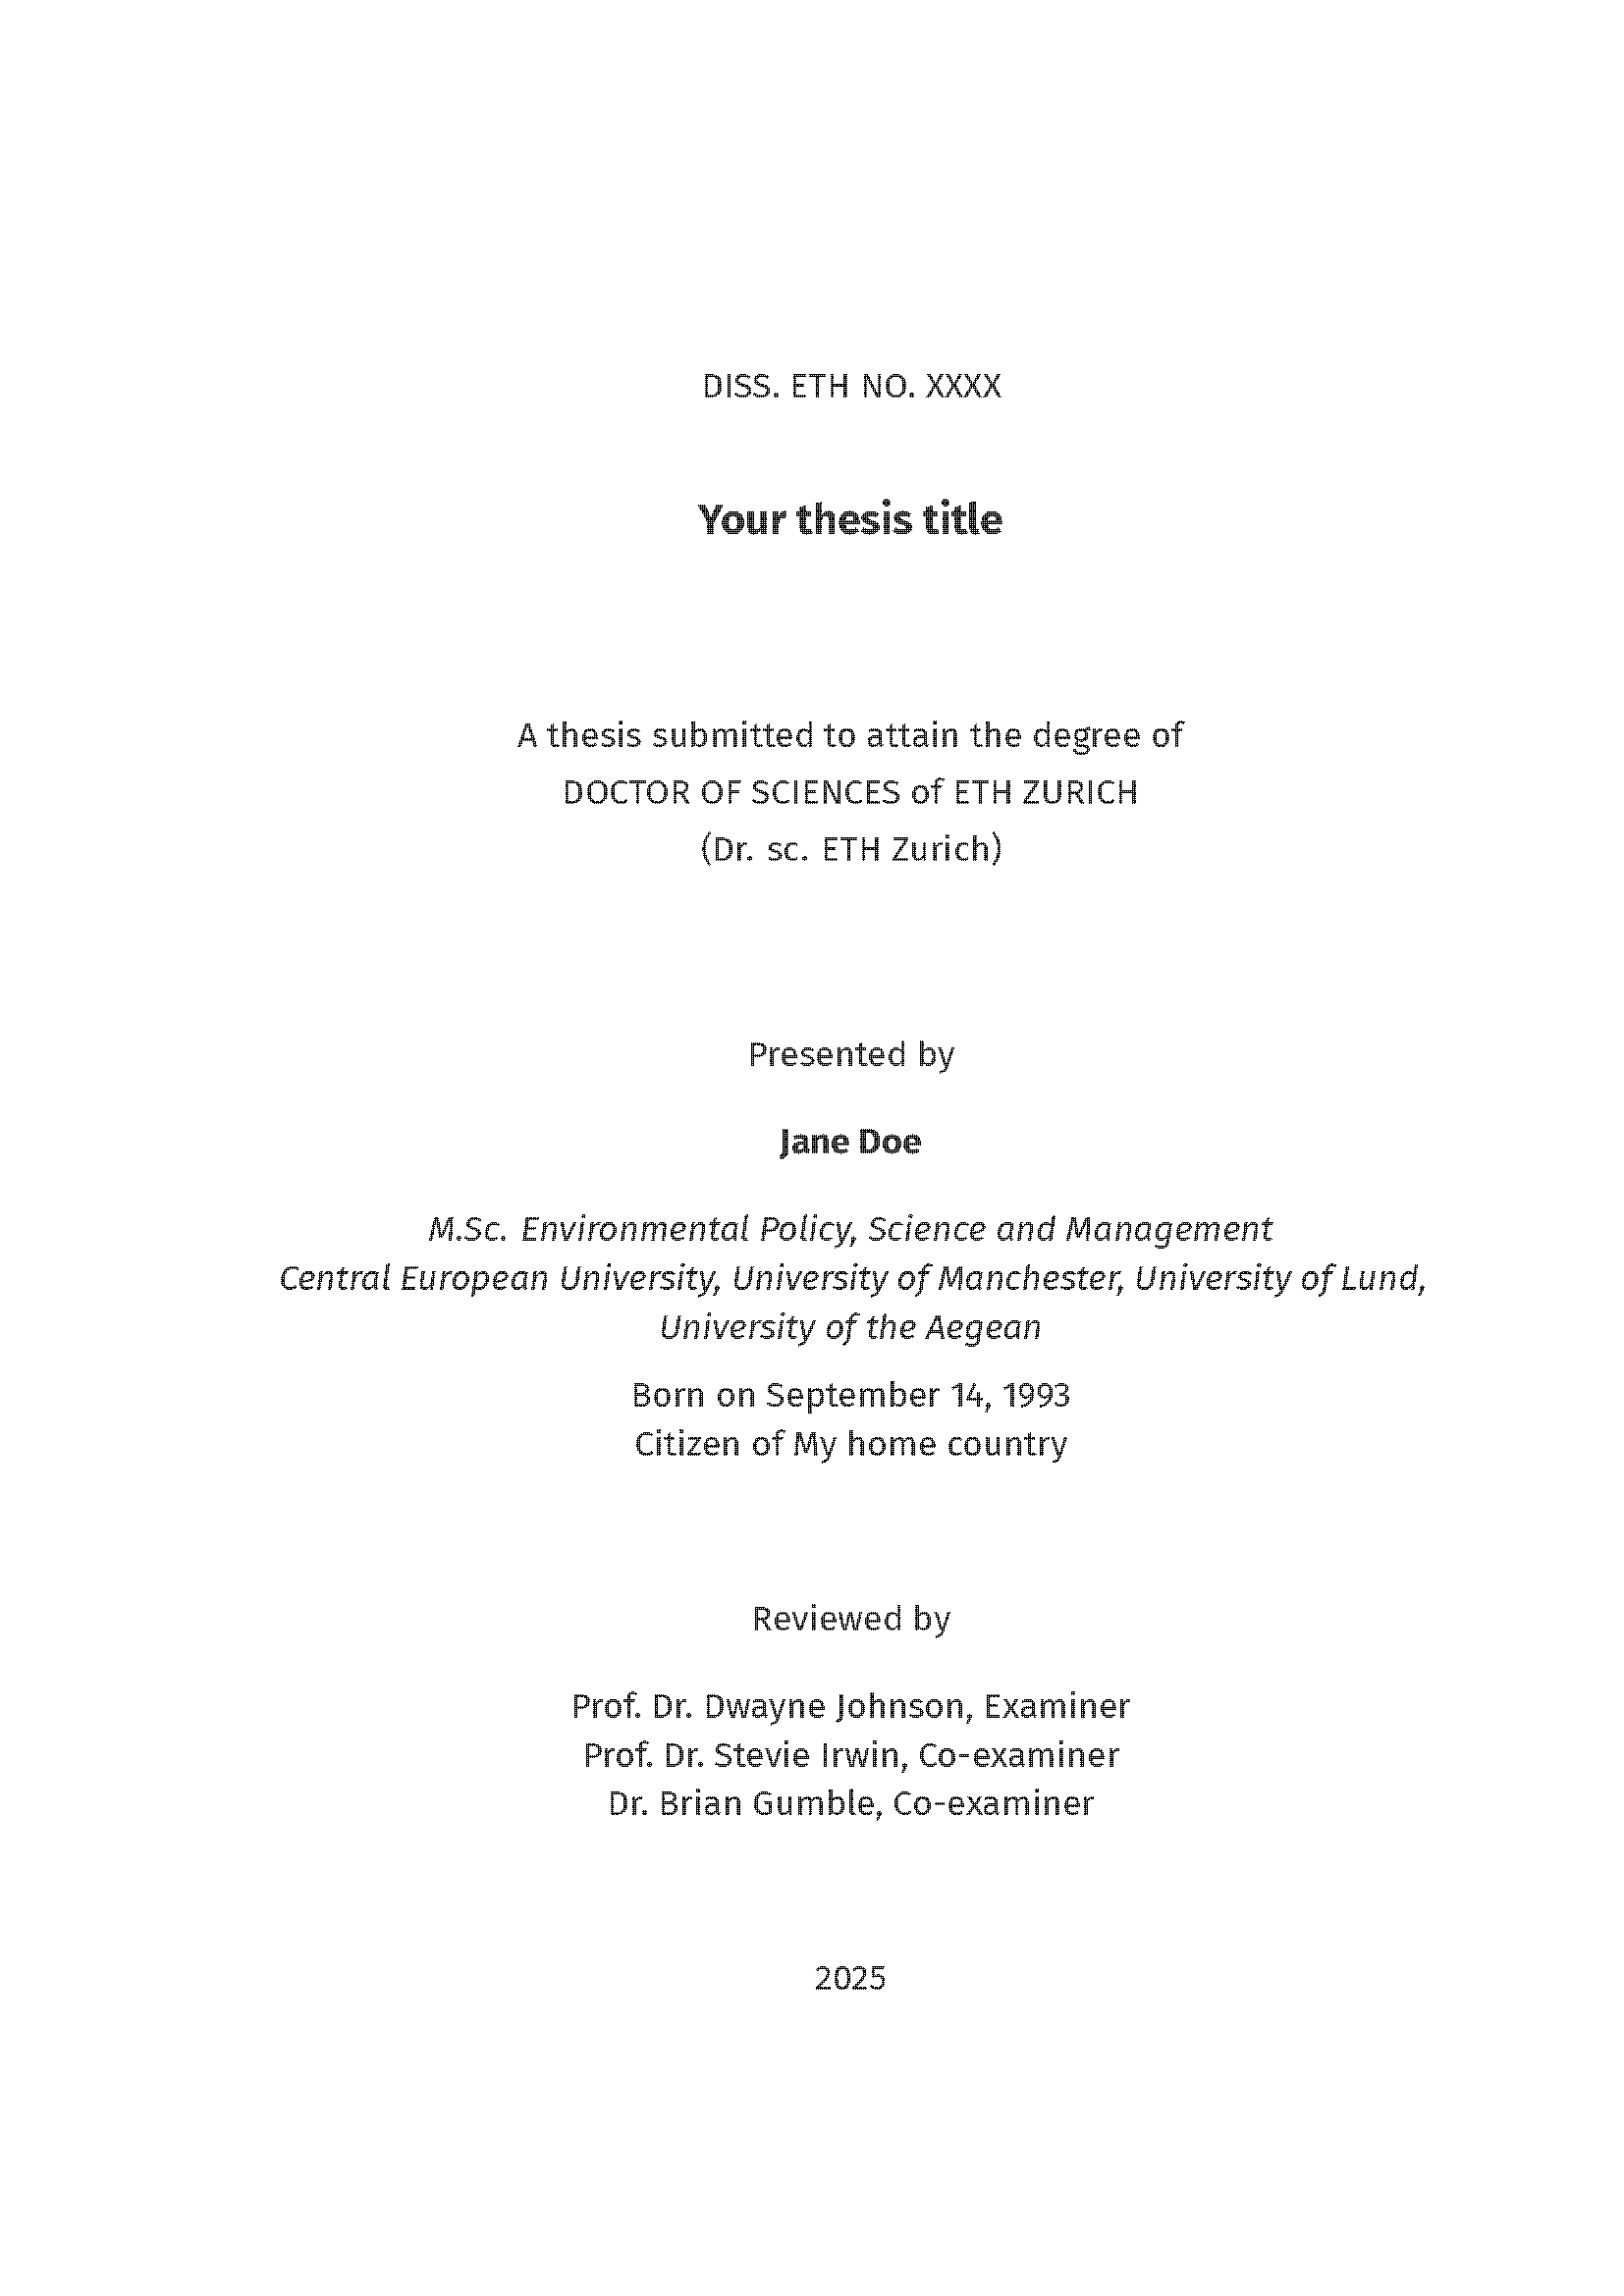 DISS. ETH NO. XXXX
Your thesis title
A thesis submitted to attain the degree of
DOCTOR OF SCIENCES of ETH ZURICH
(Dr. sc. ETH Zurich)
Presented by
Jane Doe
M.Sc. Environmental Policy, Science and Management
Central European University, University of Manchester, University of Lund,
University of the Aegean
Born on September 14, 1993
Citizen of My home country
Reviewed by
Prof. Dr. Dwayne Johnson, Examiner
Prof. Dr. Stevie Irwin, Co-examiner
Dr. Brian Gumble, Co-examiner
2025